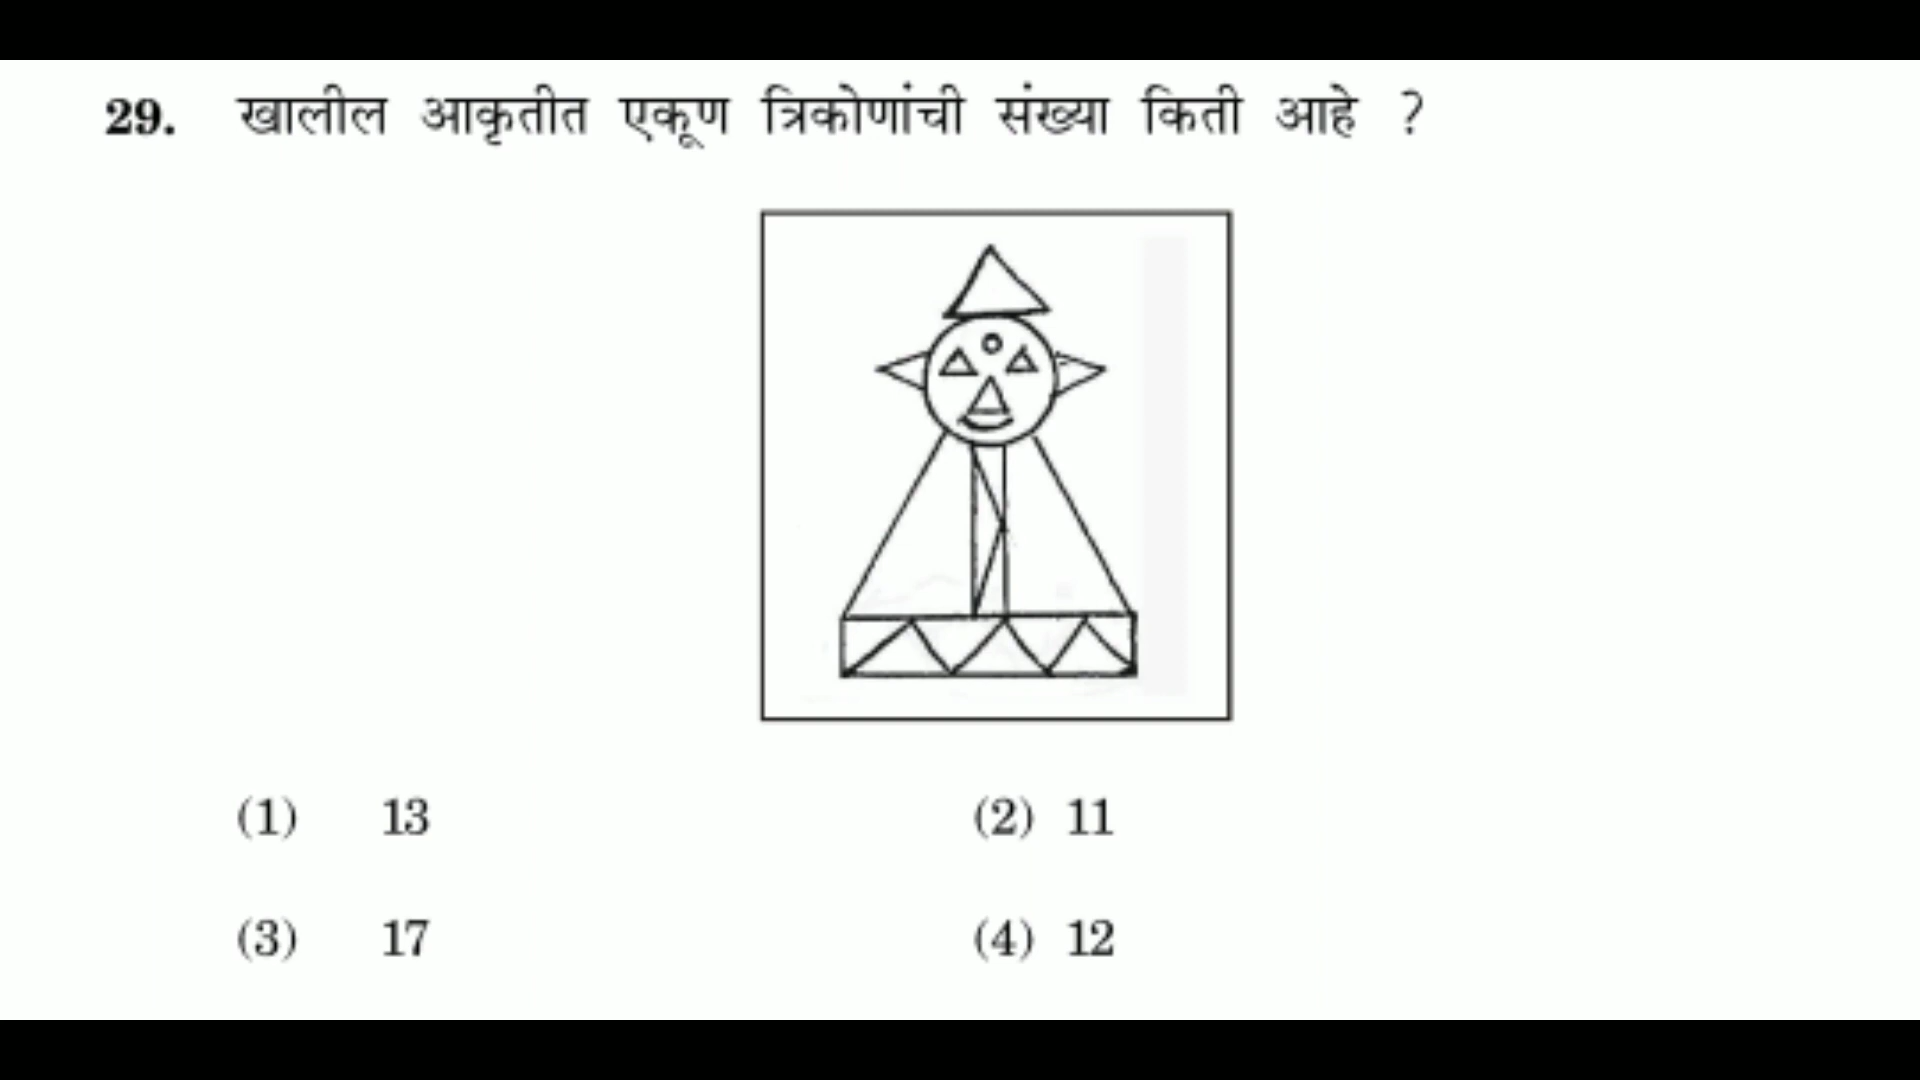 29. खालील आकृतीत एकूण त्रिकोणांची संख्या किती आहे ?
(1) 13 (2) 11
(3) 17 (4) 12